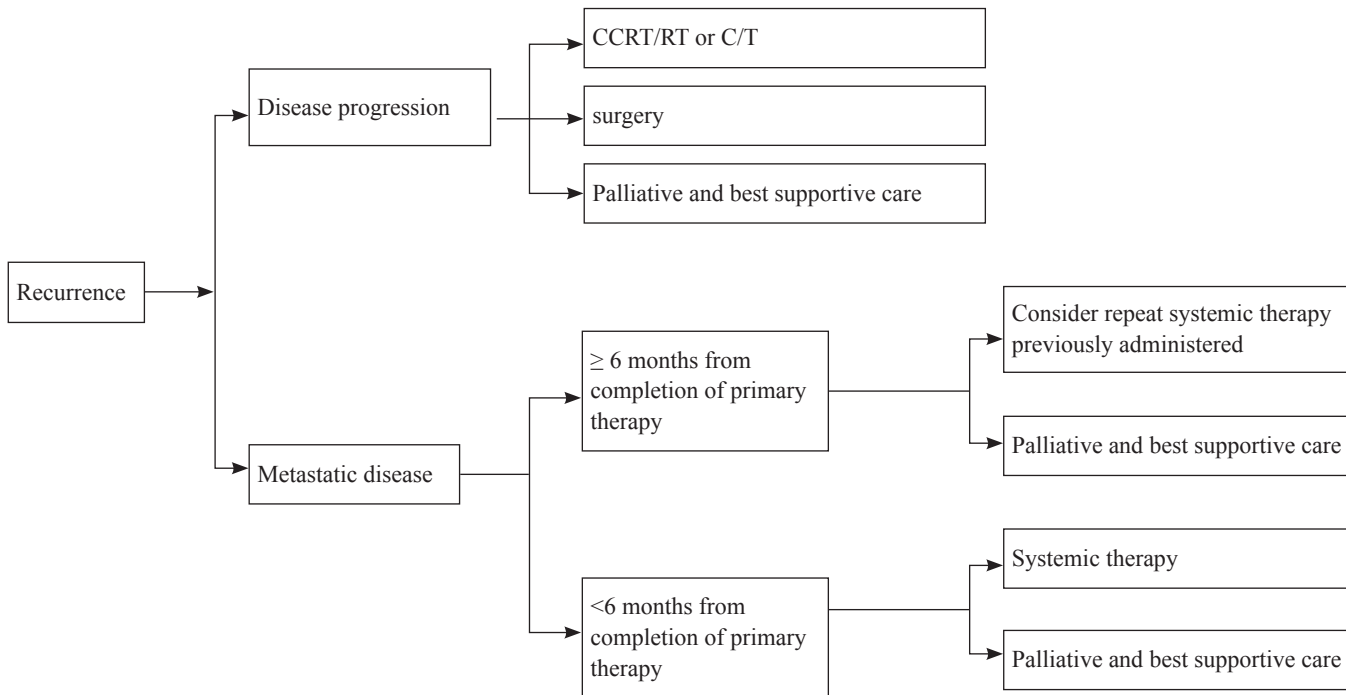 CCRT/RT or C/T
Disease progression
surgery
Palliative and best supportive care
Recurrence
Consider repeat systemic therapy
previously administered
≥ 6 months from
completion of primary
therapy
Palliative and best supportive care
Metastatic disease
Systemic therapy
<6 months from
completion of primary
therapy
Palliative and best supportive care